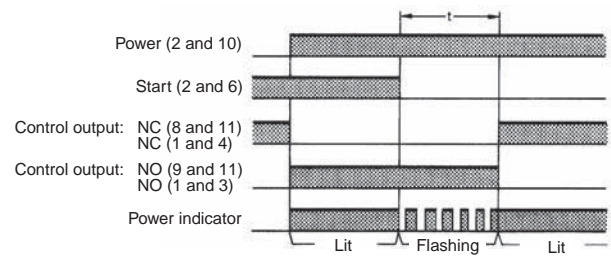 t
Power (2 and 10)
Start (2 and 6)
Control output: NC (8 and 11)
NC (1 and 4)
Control output: NO (9 and 11)
NO (1 and 3)
Power indicator
Lit Flashing Lit